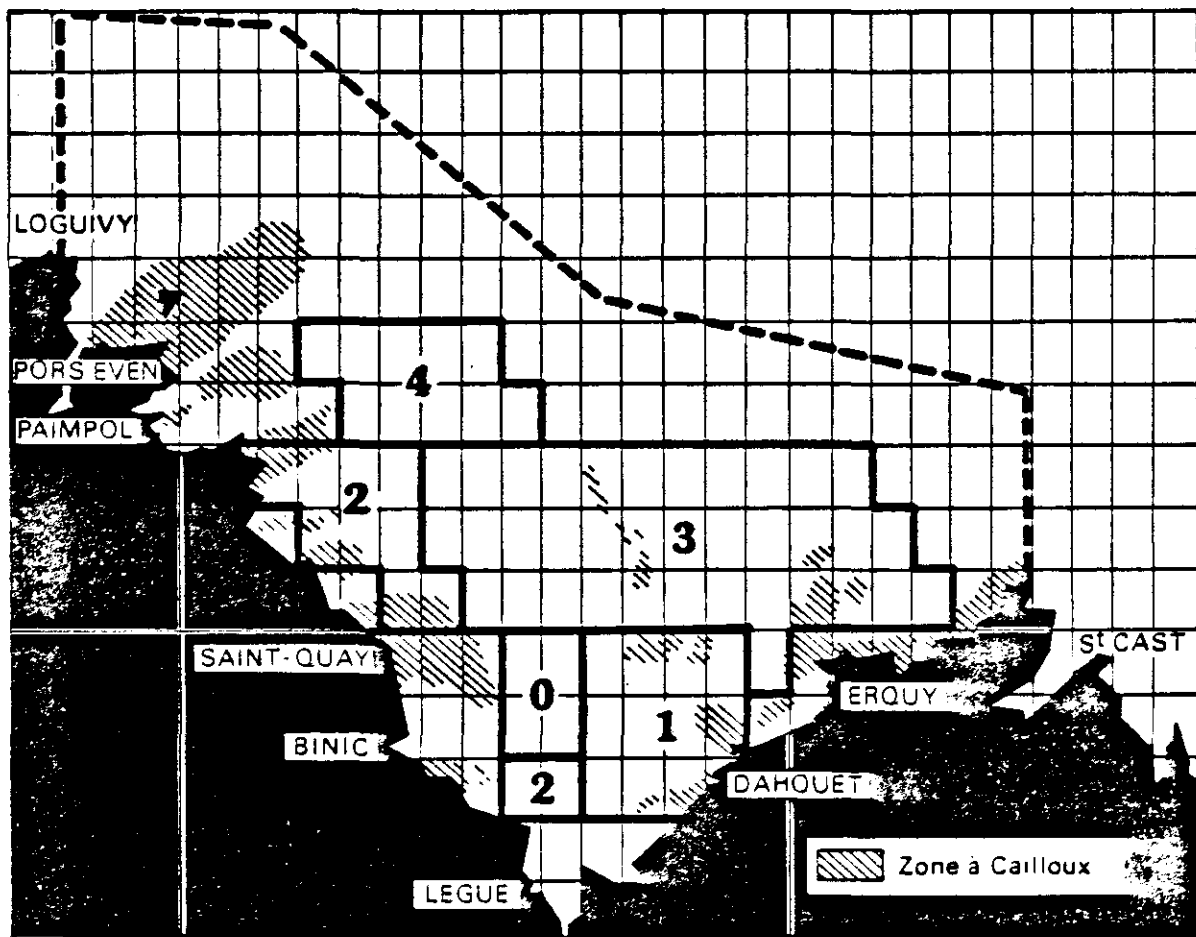 LOGUIVY
PORS EVEN
4
PAIMPOL
2
3
SAINT-QUAY
St CAST
0
ERQUY
1
BINIC
2
DAHOUET
Zone à Cailloux
LEGUE